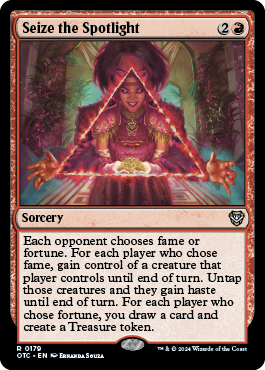 Seize the Spotlight 2
Sorcery
Each opponent chooses fame or
fortune. For each player who chose
fame, gain control of a creature that
player controls until end of turn. Untap
those creatures and they gain haste
until end of turn. For each player who
chose fortune, you draw a card and
create a Treasure token.
R 0179
OTC • EN Ernanda Souza
™ & © 2024 Wizards of the Coast